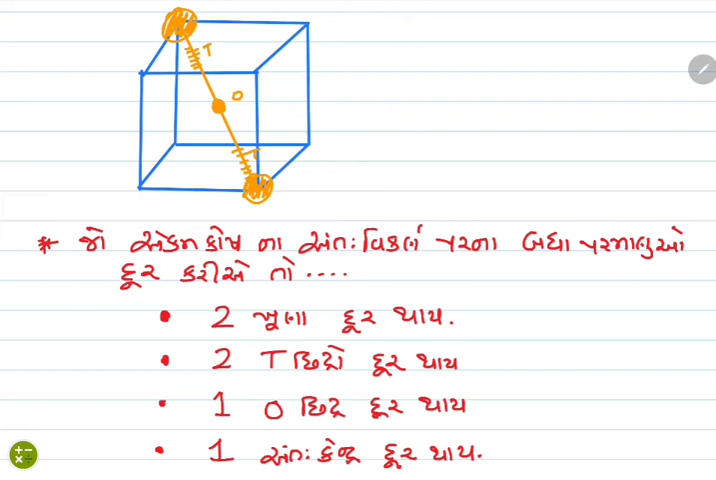 T
O
T
* જો એકમ કોષ ના અંતઃવિકર્ણ પરના બધા પરમાણુઓ
દૂર કરીએ તો ....
• 2 ખૂણા દૂર થાય.
• 2 T છિદ્રો દૂર થાય
• 1 O છિદ્ર દૂર થાય
• 1 અંતઃકેન્દ્ર દૂર થાય.